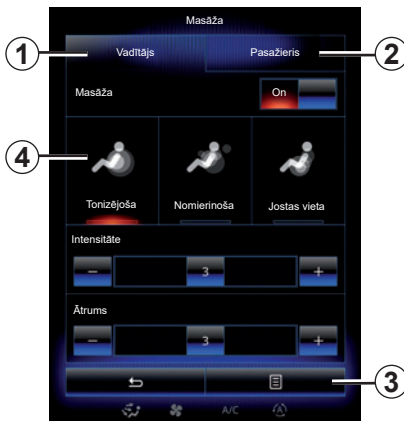 Masāža
1 Vadītājs Pasažieris 2
Masāža On
4
Tonizējoša Nomierinoša Jostas vieta
Intensitāte
− 3 +
Ātrums
− 3 +
3
A/C A